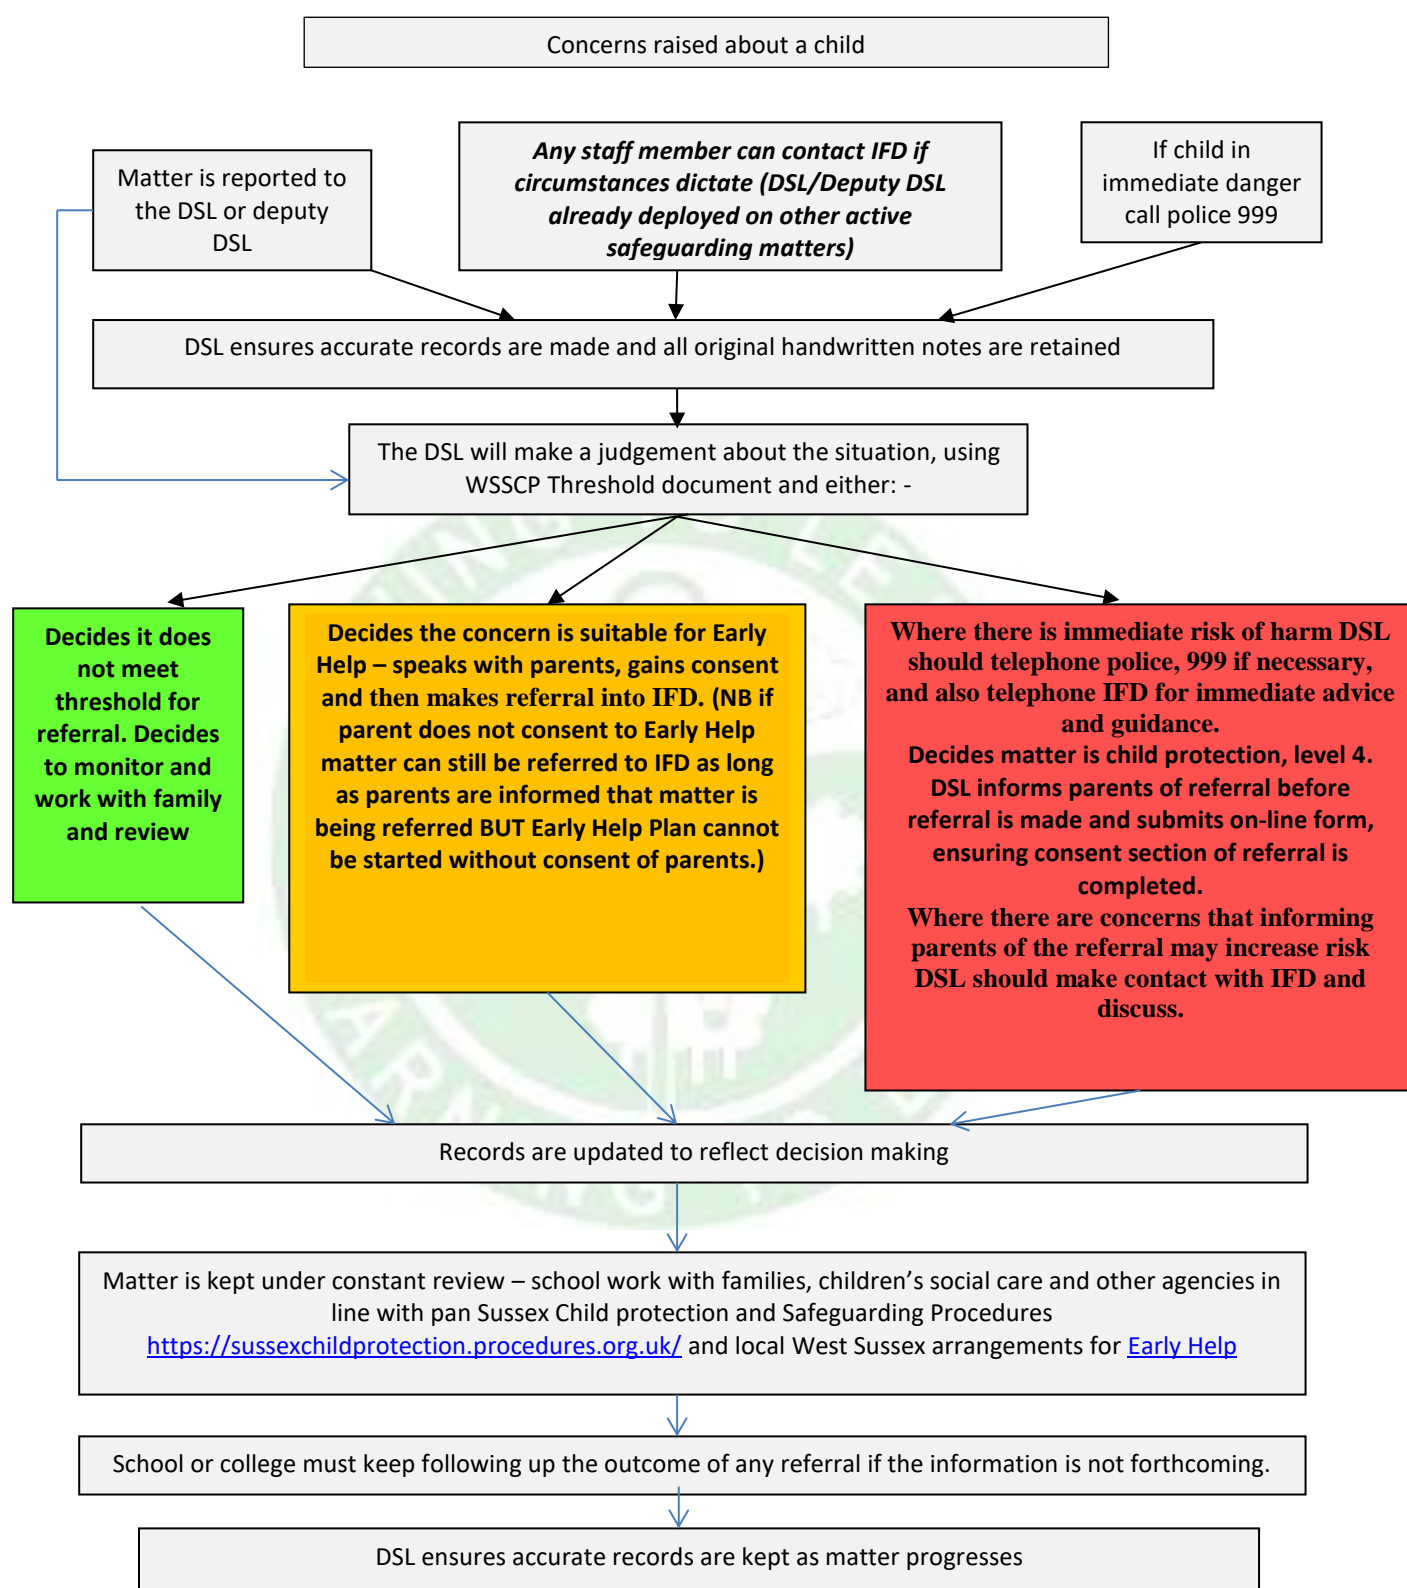 Concerns raised about a child
Matter is reported to
the DSL or deputy
DSL
Any staff member can contact IFD if
circumstances dictate (DSL/Deputy DSL
already deployed on other active
safeguarding matters)
If child in
immediate danger
call police 999
DSL ensures accurate records are made and all original handwritten notes are retained
The DSL will make a judgement about the situation, using
WSSCP Threshold document and either: -
Decides it does
not meet
threshold for
referral. Decides
to monitor and
work with family
and review
Decides the concern is suitable for Early
Help – speaks with parents, gains consent
and then makes referral into IFD. (NB if
parent does not consent to Early Help
matter can still be referred to IFD as long
as parents are informed that matter is
being referred BUT Early Help Plan cannot
be started without consent of parents.)
Where there is immediate risk of harm DSL
should telephone police, 999 if necessary,
and also telephone IFD for immediate advice
and guidance.
Decides matter is child protection, level 4.
DSL informs parents of referral before
referral is made and submits on-line form,
ensuring consent section of referral is
completed.
Where there are concerns that informing
parents of the referral may increase risk
DSL should make contact with IFD and
discuss.
Records are updated to reflect decision making
Matter is kept under constant review – school work with families, children’s social care and other agencies in
line with pan Sussex Child protection and Safeguarding Procedures
https://sussexchildprotection.procedures.org.uk/ and local West Sussex arrangements for Early Help
School or college must keep following up the outcome of any referral if the information is not forthcoming.
DSL ensures accurate records are kept as matter progresses